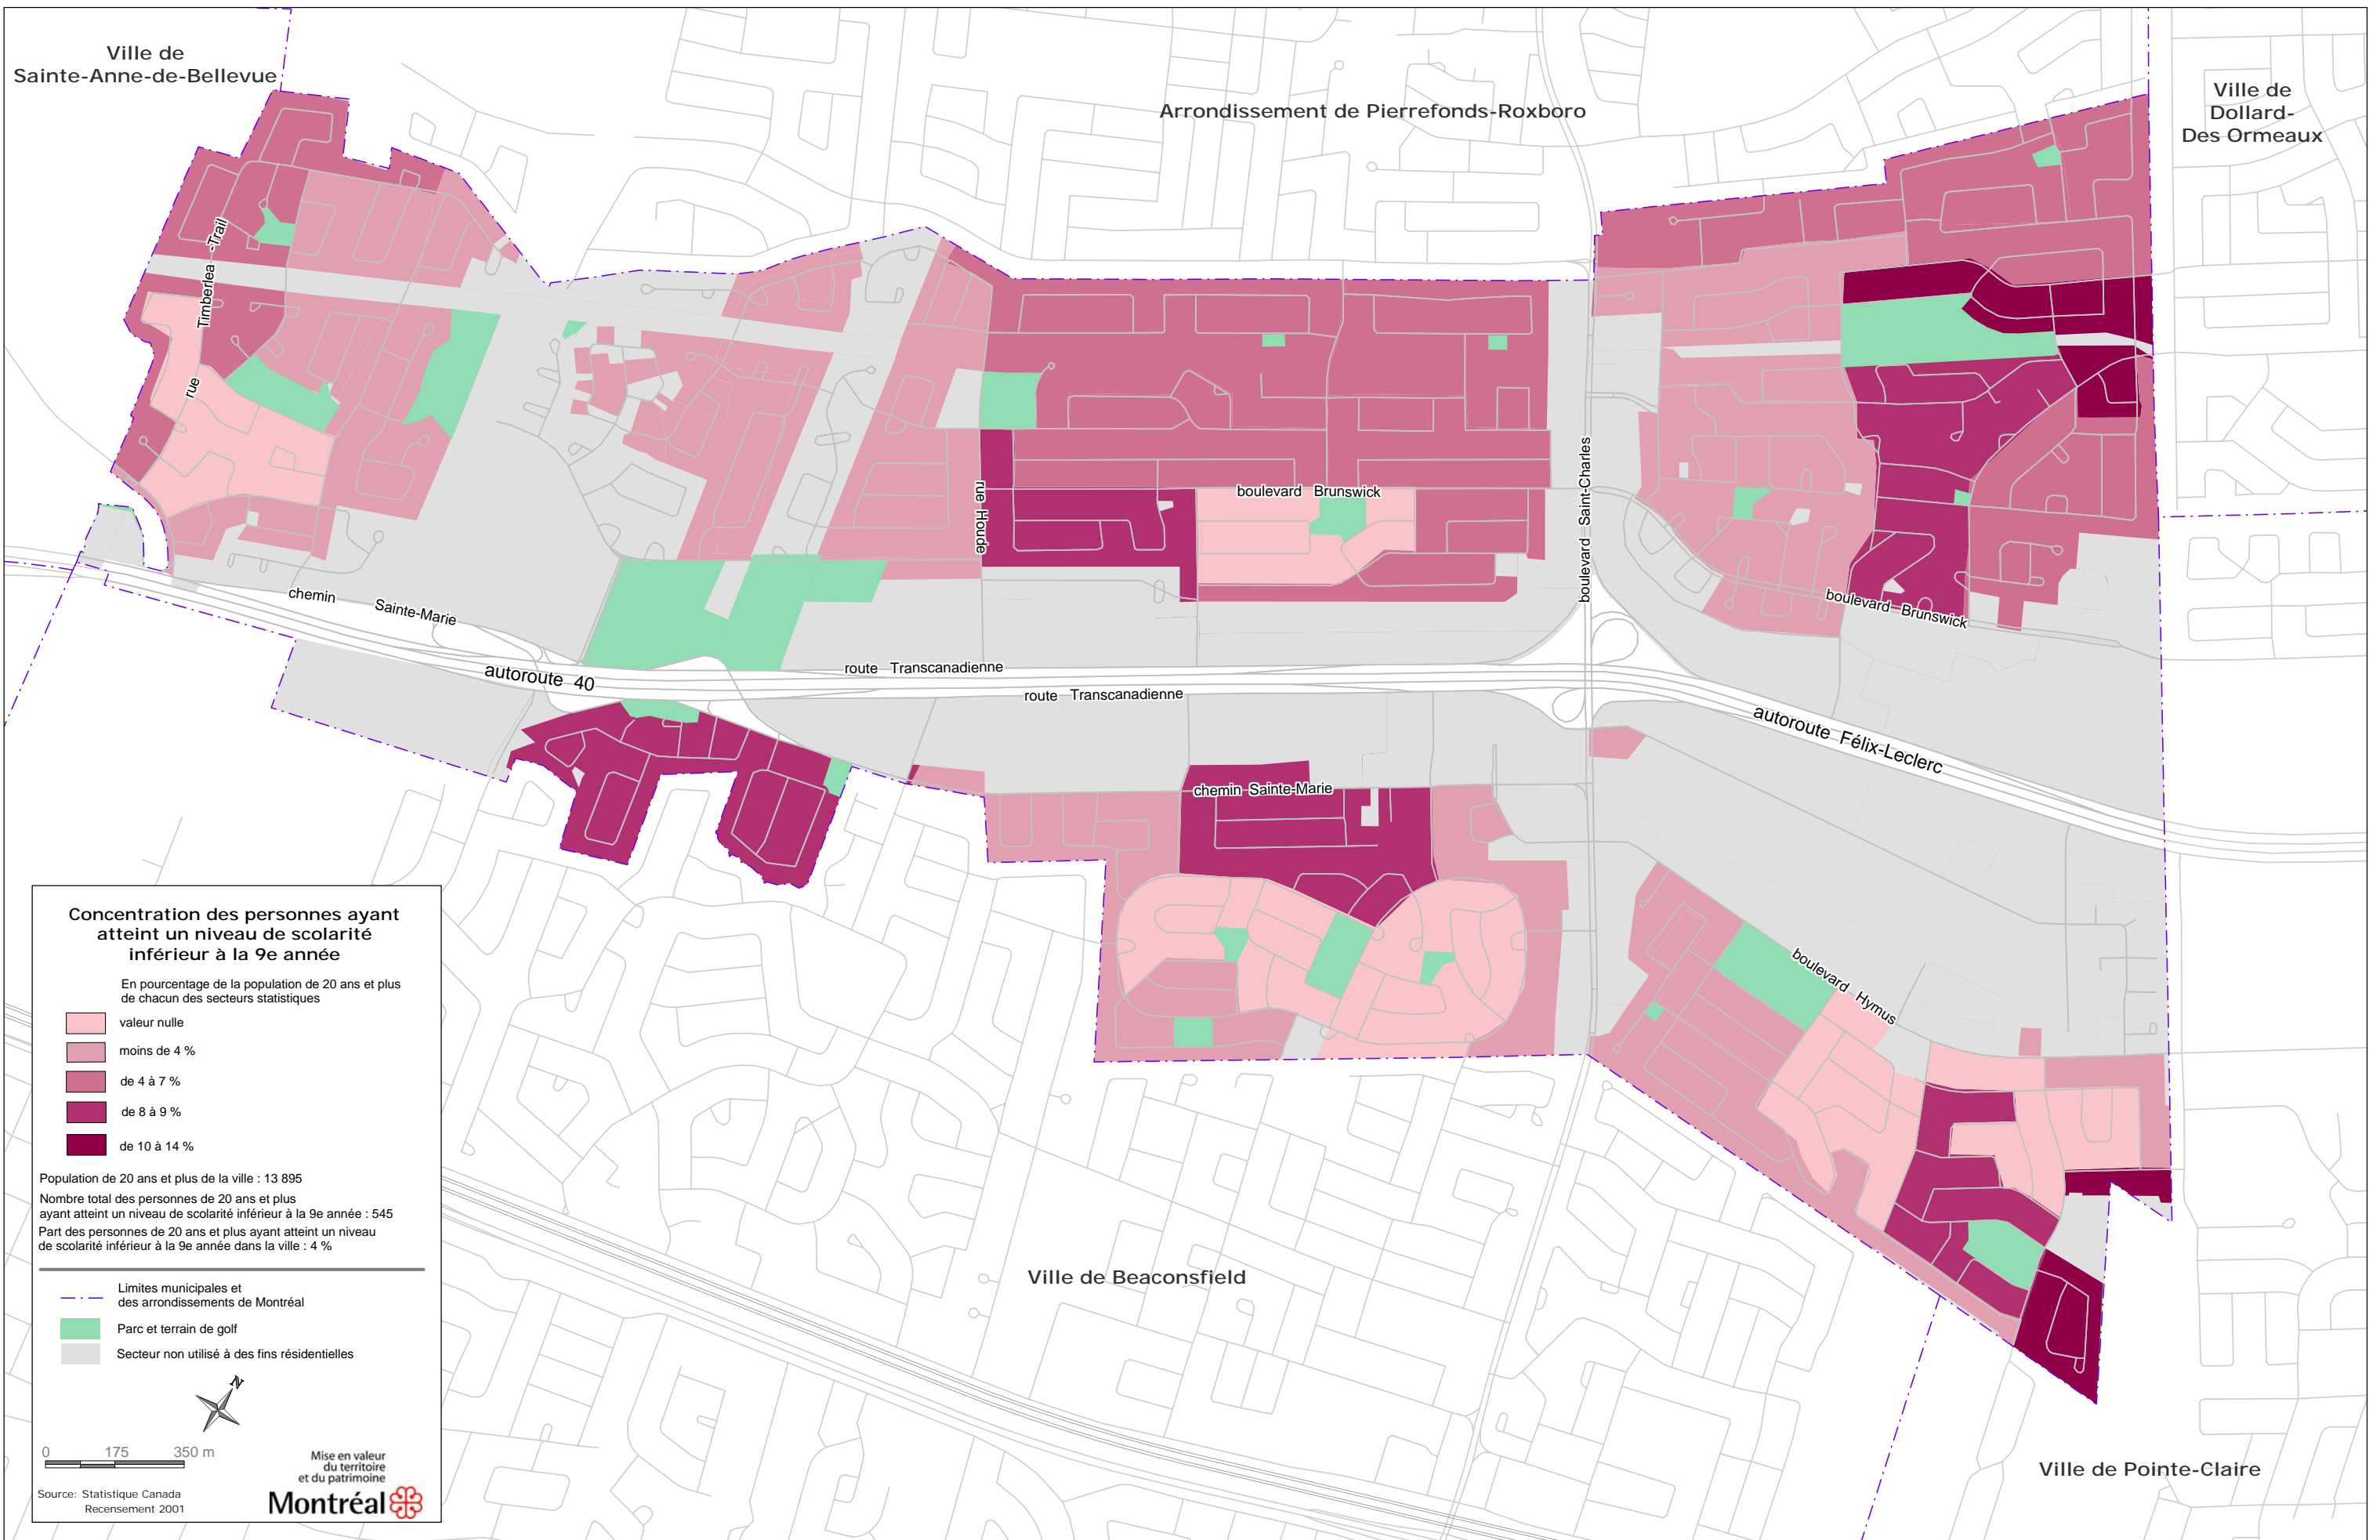 Ville de
Sainte-Anne-de-Bellevue
Arrondissement de Pierrefonds-Roxboro
Ville de
Dollard-
Des Ormeaux
rue Timberlea -Trail
rue Houde
boulevard Brunswick
boulevard Saint-Charles
boulevard Brunswick
chemin Sainte-Marie
autoroute 40
route Transcanadienne
route Transcanadienne
autoroute Félix-Leclerc
chemin Sainte-Marie
boulevard Hymus
Ville de Beaconsfield
Ville de Pointe-Claire
Concentration des personnes ayant
atteint un niveau de scolarité
inférieur à la 9e année
En pourcentage de la population de 20 ans et plus
de chacun des secteurs statistiques
valeur nulle
moins de 4 %
de 4 à 7 %
de 8 à 9 %
de 10 à 14 %
Population de 20 ans et plus de la ville : 13 895
Nombre total des personnes de 20 ans et plus
ayant atteint un niveau de scolarité inférieur à la 9e année : 545
Part des personnes de 20 ans et plus ayant atteint un niveau
de scolarité inférieur à la 9e année dans la ville : 4 %
Limites municipales et
des arrondissements de Montréal
Parc et terrain de golf
Secteur non utilisé à des fins résidentielles
N
0 175 350 m
Mise en valeur
du territoire
et du patrimoine
Montréal
Source: Statistique Canada
Recensement 2001